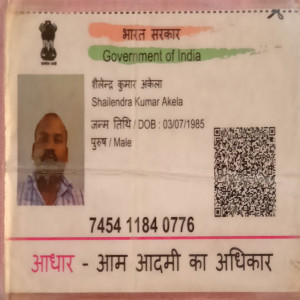 भारत सरकार
Government of India
शैलेन्द्र कुमार अकेला
Shailendra Kumar Akela
जन्म तिथि / DOB : 03/07/1985
पुरुष / Male
7454 1184 0776
आधार - आम आदमी का अधिकार